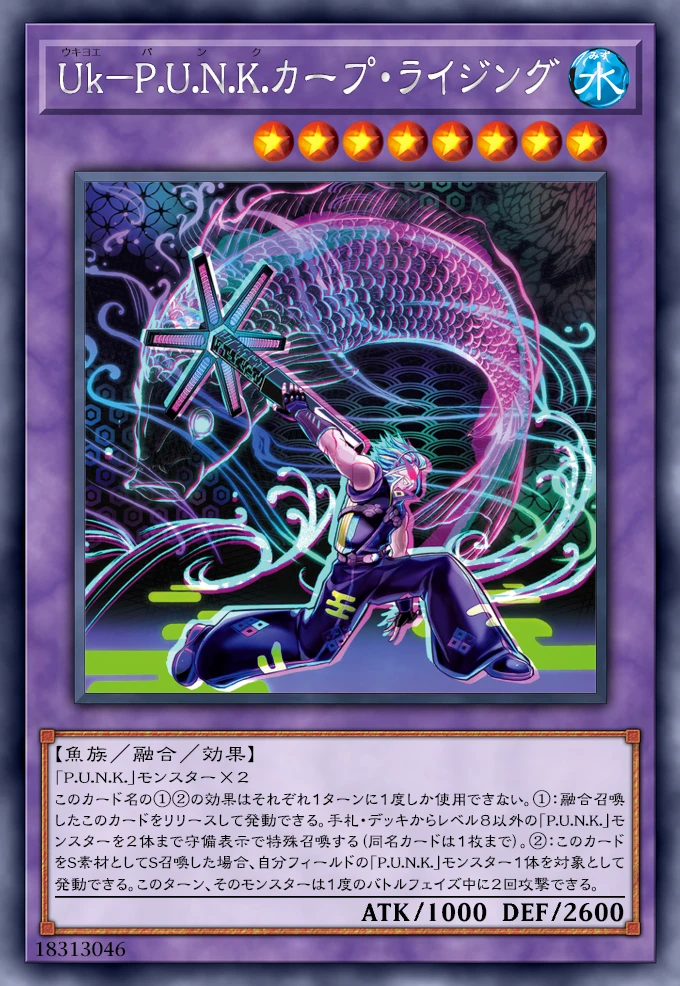 ウキヨエ パンク
Uk－P.U.N.K.カープ・ライジング
みず
水
【魚族／融合／効果】
「P.U.N.K.」モンスター×２
このカード名の①②の効果はそれぞれ１ターンに１度しか使用できない。①：融合召喚
したこのカードをリリースして発動できる。手札・デッキからレベル８以外の「P.U.N.K.」モ
ンスターを２体まで守備表示で特殊召喚する（同名カードは１枚まで）。②：このカード
をS素材としてS召喚した場合、自分フィールドの「P.U.N.K.」モンスター１体を対象として
発動できる。このターン、そのモンスターは１度のバトルフェイズ中に２回攻撃できる。
ATK/1000 DEF/2600
18313046